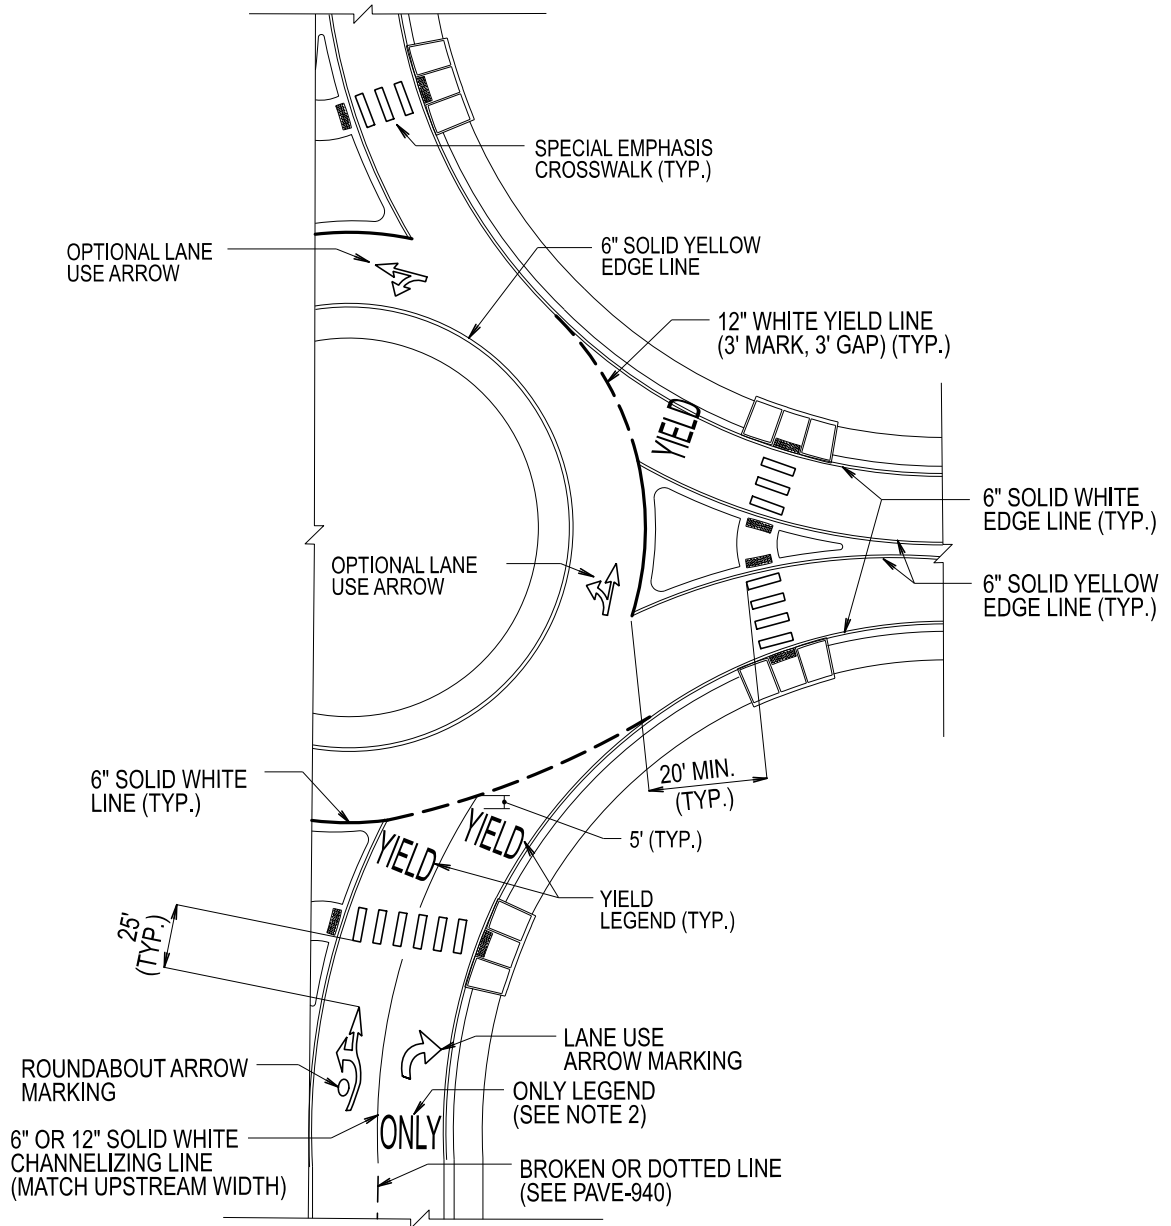 SPECIAL EMPHASIS
CROSSWALK (TYP.)
OPTIONAL LANE
USE ARROW
6" SOLID YELLOW
EDGE LINE
12" WHITE YIELD LINE
(3' MARK, 3' GAP) (TYP.)
YIELD
6" SOLID WHITE
EDGE LINE (TYP.)
OPTIONAL LANE
USE ARROW
6" SOLID YELLOW
EDGE LINE (TYP.)
6" SOLID WHITE
LINE (TYP.)
20' MIN.
(TYP.)
YIELD
YIELD
5' (TYP.)
YIELD
LEGEND (TYP.)
25'
(TYP.)
ROUNDABOUT ARROW
MARKING
LANE USE
ARROW MARKING
ONLY LEGEND
(SEE NOTE 2)
ONLY
6" OR 12" SOLID WHITE
CHANNELIZING LINE
(MATCH UPSTREAM WIDTH)
BROKEN OR DOTTED LINE
(SEE PAVE-940)